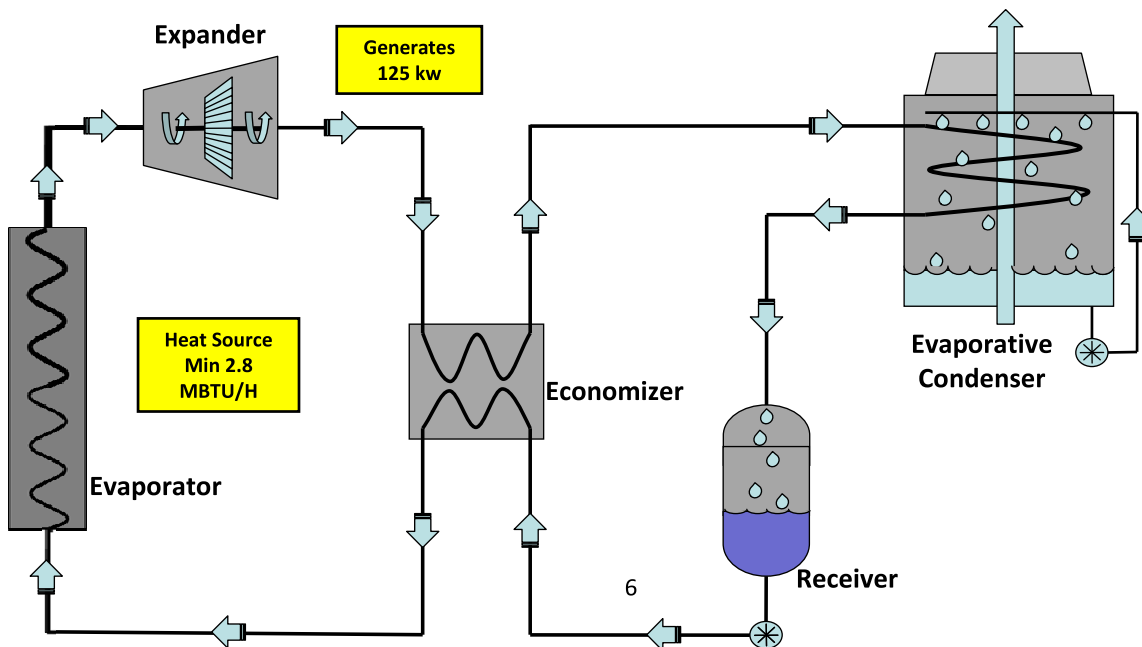 Expander
Generates
125 kw
Heat Source
Min 2.8
MBTU/H
Economizer
Evaporative
Condenser
Evaporator
Receiver
6